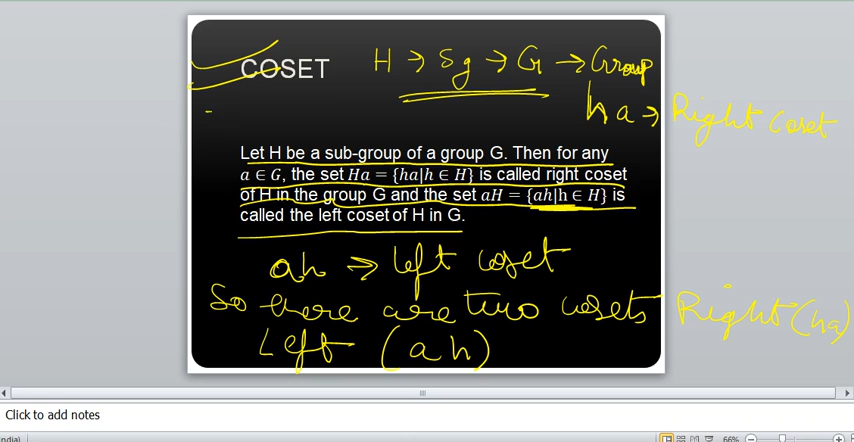 COSET H → Sg → G → Group
ha → Right coset
Let H be a sub-group of a group G. Then for any
a ∈ G, the set Ha = {ha|h ∈ H} is called right coset
of H in the group G and the set aH = {ah|h ∈ H} is
called the left coset of H in G.
ah ⇒ left coset
So there are two cosets Right (ha)
Left (ah)
Click to add notes
ndia)
66%